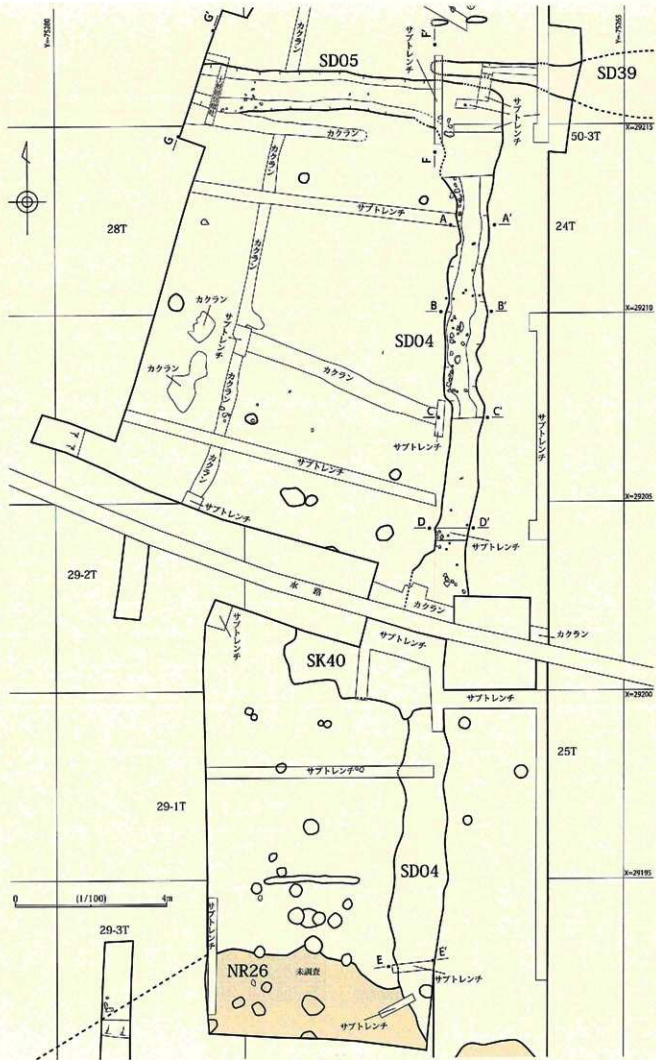 Y=-75280
G'
カクラン
F'
サブトレンチ
Y=-75265
SD05
SD39
サブトレンチ
50-3T
X=-29215
カクラン
G
F
カクラン
サブトレンチ
A
A'
28T
24T
カクラン
カクラン
B
B'
X=-29210
サブトレンチ
SD04
カクラン
カクラン
カクラン
C
C'
サブトレンチ
サブトレンチ
サブトレンチ
カクラン
X=-29205
サブトレンチ
D
D'
サブトレンチ
29-2T
水路
カクラン
サブトレンチ
カクラン
サブトレンチ
SK40
X=-29200
サブトレンチ
25T
サブトレンチ
29-1T
SD04
X=-29195
0
(1/100)
4m
29-3T
サブトレンチ
E
E'
NR26
未調査
サブトレンチ
サブトレンチ